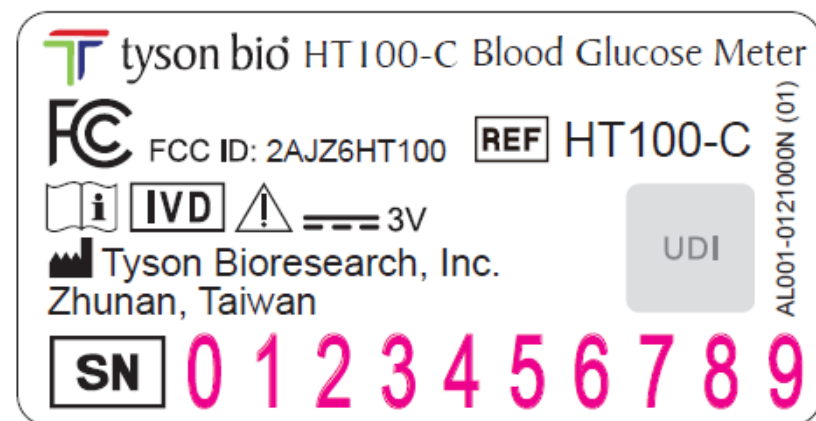 tyson bio HT100-C Blood Glucose Meter
FC FCC ID: 2AJZ6HT100 REF HT100-C
i IVD 3V
UDI
Tyson Bioresearch, Inc.
Zhunan, Taiwan
SN 0 1 2 3 4 5 6 7 8 9
AL001-0121000N (01)